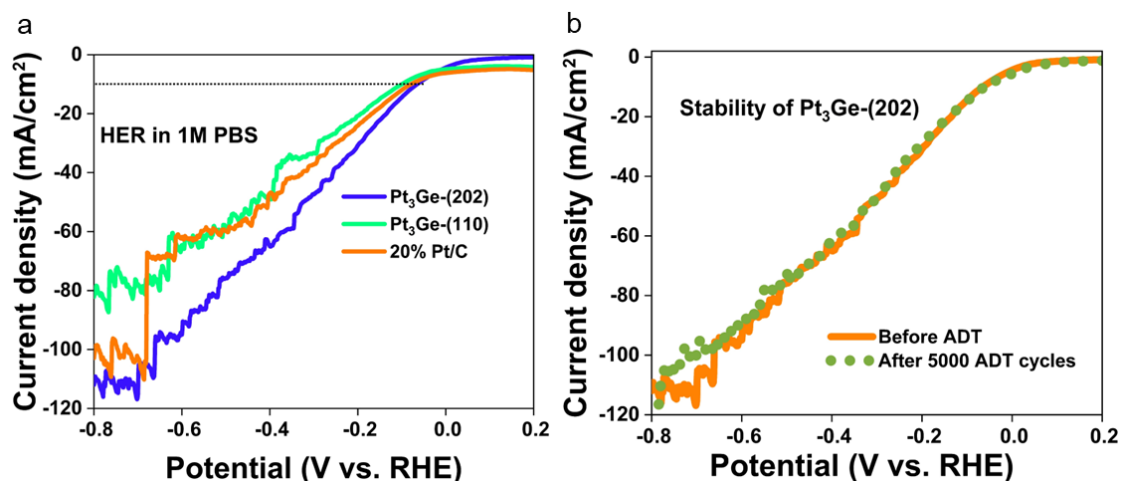 a
Current density (mA/cm²)
0
-20
-40
-60
-80
-100
-120
HER in 1M PBS
Pt₃Ge-(202)
Pt₃Ge-(110)
20% Pt/C
-0.8
-0.6
-0.4
-0.2
0.0
0.2
Potential (V vs. RHE)
b
Current density (mA/cm²)
0
-20
-40
-60
-80
-100
-120
Stability of Pt₃Ge-(202)
Before ADT
After 5000 ADT cycles
-0.8
-0.6
-0.4
-0.2
0.0
0.2
Potential (V vs. RHE)